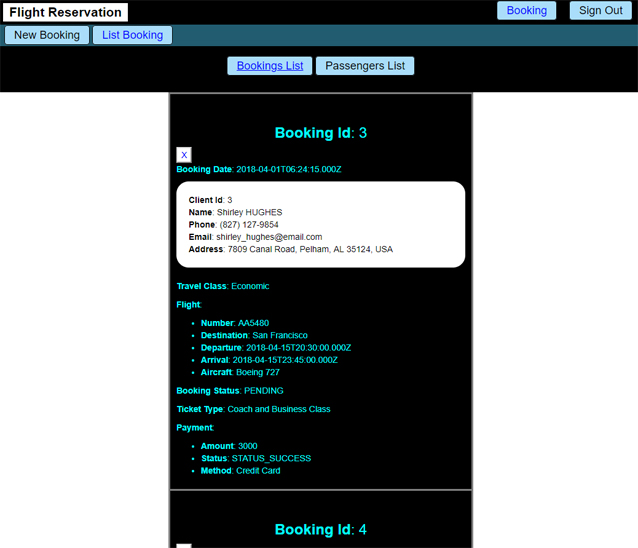 Flight Reservation
Booking
Sign Out
New Booking
List Booking
Bookings List
Passengers List
Booking Id: 3
X
Booking Date: 2018-04-01T06:24:15.000Z
Client Id: 3
Name: Shirley HUGHES
Phone: (827) 127-9854
Email: shirley_hughes@email.com
Address: 7809 Canal Road, Pelham, AL 35124, USA
Travel Class: Economic
Flight:
Number: AA5480
Destination: San Francisco
Departure: 2018-04-15T20:30:00.000Z
Arrival: 2018-04-15T23:45:00.000Z
Aircraft: Boeing 727
Booking Status: PENDING
Ticket Type: Coach and Business Class
Payment:
Amount: 3000
Status: STATUS_SUCCESS
Method: Credit Card
Booking Id: 4